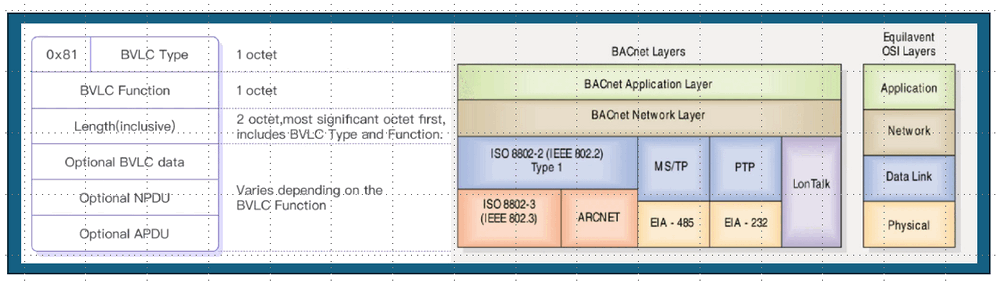 0x81 BVLC Type 1 octet
BVLC Function 1 octet
Length(inclusive) 2 octet,most significant octet first,
includes BVLC Type and Function.
Optional BVLC data
Optional NPDU
Varies depending on the
BVLC Function
Optional APDU
BACnet Layers
BACnet Application Layer
BACnet Network Layer
ISO 8802-2 (IEEE 802.2)
Type 1
MS/TP
PTP
LonTalk
ISO 8802-3
(IEEE 802.3)
ARCNET
EIA - 485
EIA - 232
Equilavent
OSI Layers
Application
Network
Data Link
Physical